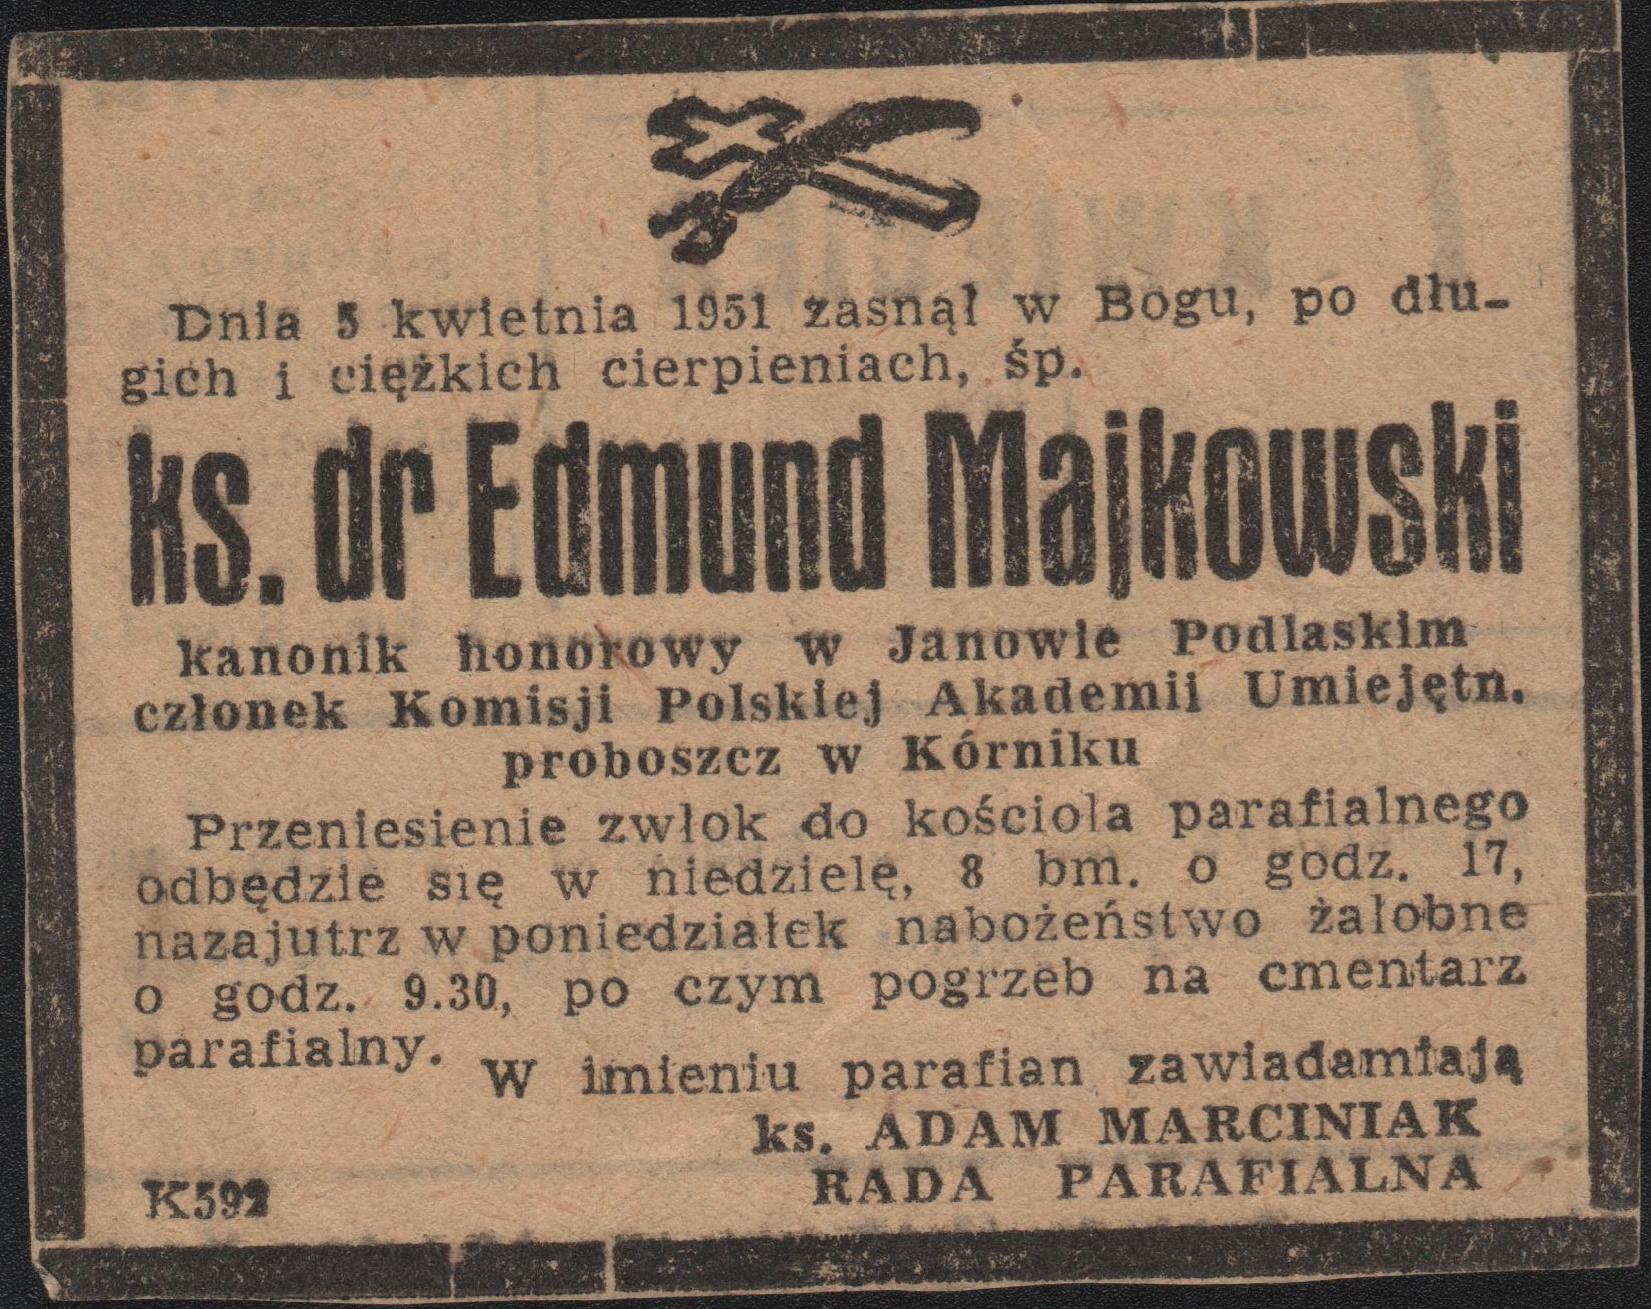 Dnia 5 kwietnia 1951 zasnął w Bogu, po dłu-
gich i ciężkich cierpieniach, śp.
ks. dr Edmund Majkowski
kanonik honorowy w Janowie Podlaskim
członek Komisji Polskiej Akademii Umiejętn.
proboszcz w Kórniku
Przeniesienie zwłok do kościoła parafialnego
odbędzie się w niedzielę, 8 bm. o godz. 17,
nazajutrz w poniedziałek nabożeństwo żałobne
o godz. 9.30, po czym pogrzeb na cmentarz
parafialny.
W imieniu parafian zawiadamiają
ks. ADAM MARCINIAK
RADA PARAFIALNA
K592